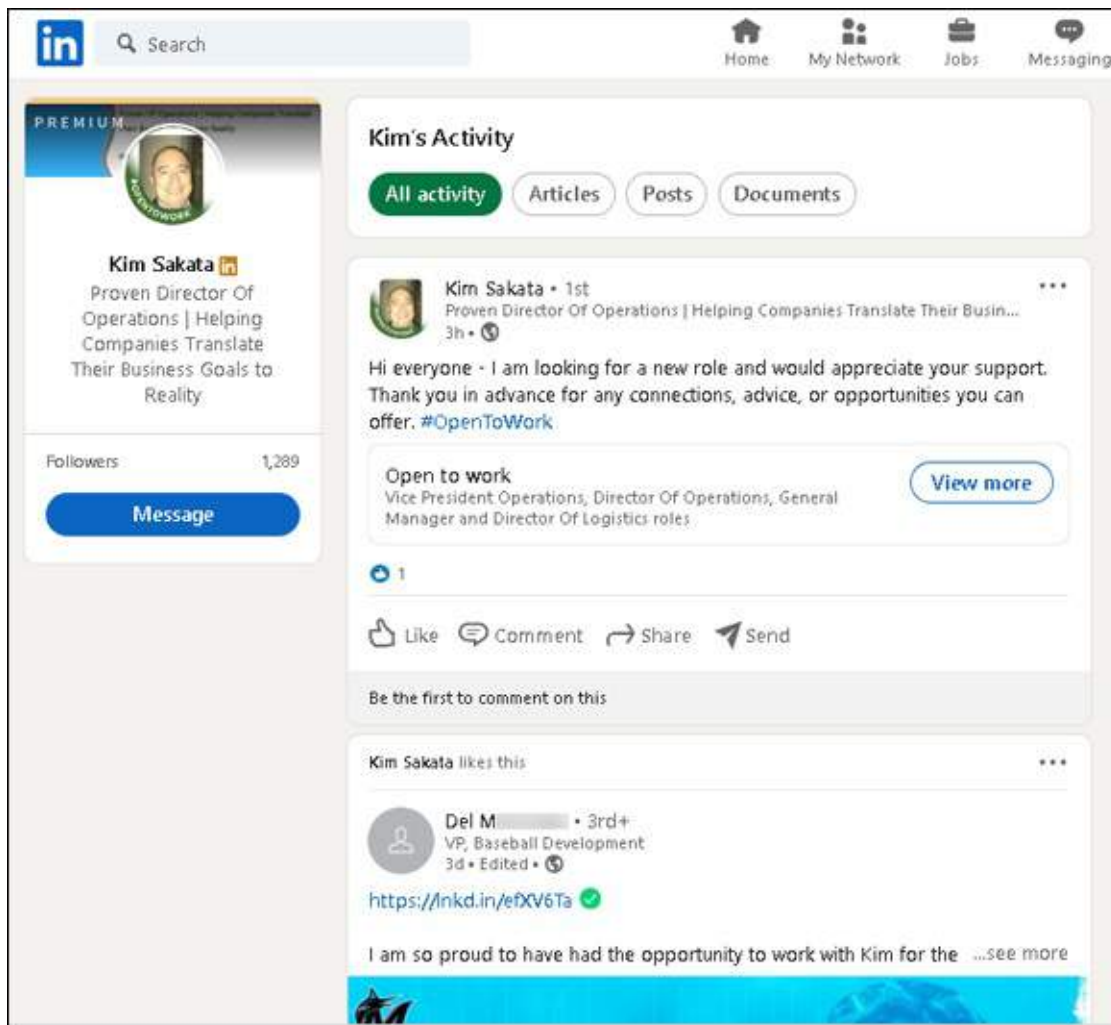 in
Search
Home
My Network
Jobs
Messaging
PREMIUM
#OPENTOWORK
Kim Sakata in
Proven Director Of
Operations | Helping
Companies Translate
Their Business Goals to
Reality
Followers 1,289
Message
Kim's Activity
All activity
Articles
Posts
Documents
Kim Sakata • 1st
Proven Director Of Operations | Helping Companies Translate Their Busin...
3h •
Hi everyone - I am looking for a new role and would appreciate your support.
Thank you in advance for any connections, advice, or opportunities you can
offer. #OpenToWork
Open to work
Vice President Operations, Director Of Operations, General
Manager and Director Of Logistics roles
View more
1
Like
Comment
Share
Send
Be the first to comment on this
Kim Sakata likes this
Del M • 3rd+
VP, Baseball Development
3d • Edited •
https://lnkd.in/efXV6Ta
I am so proud to have had the opportunity to work with Kim for the ...see more
M